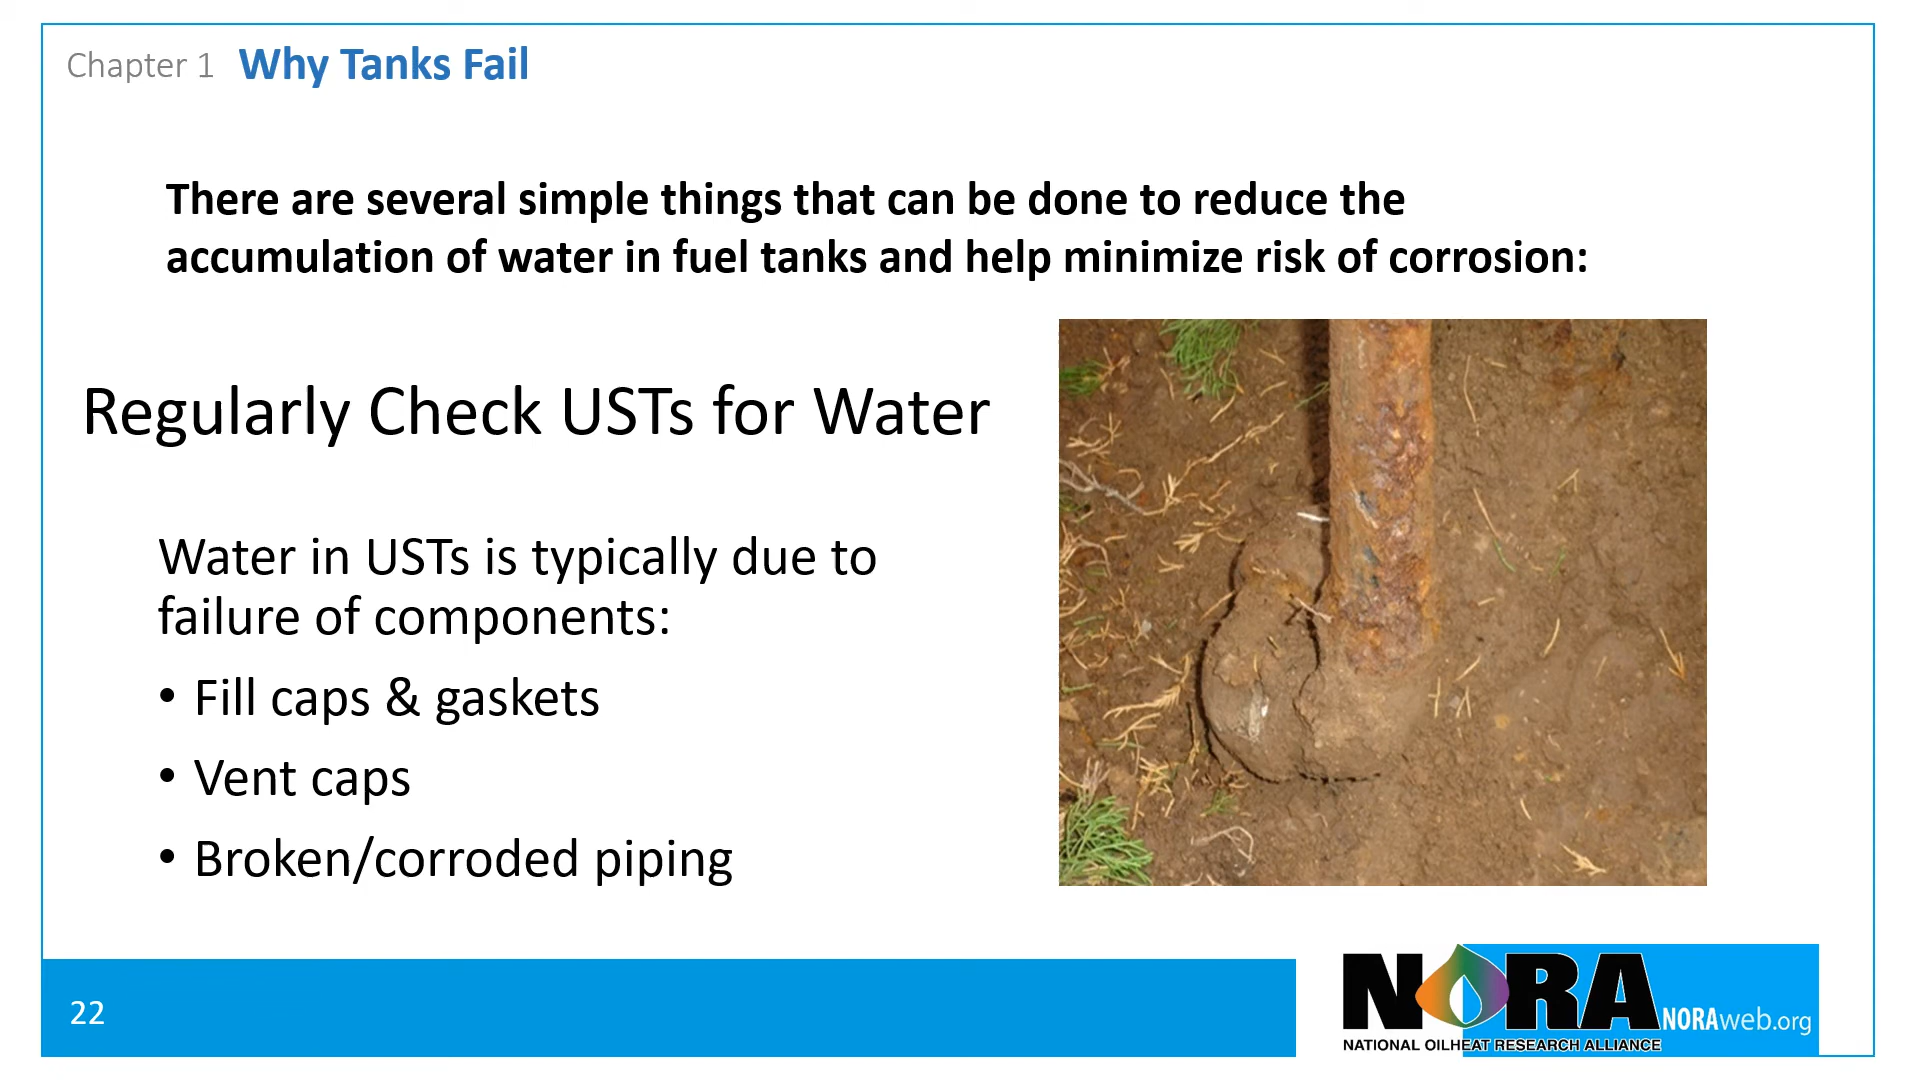 Chapter 1 Why Tanks Fail
There are several simple things that can be done to reduce the
accumulation of water in fuel tanks and help minimize risk of corrosion:
Regularly Check USTs for Water
Water in USTs is typically due to
failure of components:
• Fill caps & gaskets
• Vent caps
• Broken/corroded piping
22
NORA
NORAweb.org
NATIONAL OILHEAT RESEARCH ALLIANCE